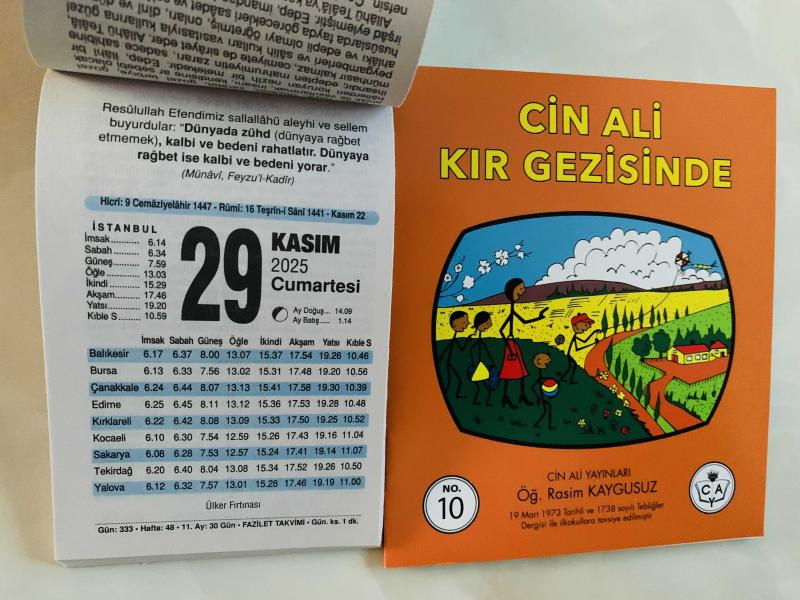 Resûlullah Efendimiz sallallâhü aleyhi ve sellem
buyurdular: “Dünyada zühd (dünyaya rağbet
etmemek), kalbi ve bedeni rahatlatır. Dünyaya
rağbet ise kalbi ve bedeni yorar.”
(Münâvî, Feyzu'l-Kadîr)
Hicrî: 9 Cemâziyelâhir 1447 - Rûmî: 16 Teşrîn-i Sânî 1441 - Kasım 22
İSTANBUL
İmsak........... 6.14
Sabah .......... 6.34
Güneş.......... 7.59
Öğle ............ 13.03
İkindi ........... 15.29
Akşam......... 17.46
Yatsı............ 19.20
Kıble S ........ 10.59
29
KASIM
2025
Cumartesi
Ay Doğuş... 14.09
Ay Batış..... 1.14
İmsak Sabah Güneş Öğle İkindi Akşam Yatsı Kıble S
Balıkesir 6.17 6.37 8.00 13.07 15.37 17.54 19.26 10.46
Bursa 6.13 6.33 7.56 13.02 15.31 17.48 19.20 10.56
Çanakkale 6.24 6.44 8.07 13.13 15.41 17.58 19.30 10.39
Edirne 6.25 6.45 8.11 13.12 15.36 17.53 19.28 10.48
Kırklareli 6.22 6.42 8.08 13.09 15.33 17.50 19.25 10.52
Kocaeli 6.10 6.30 7.54 12.59 15.26 17.43 19.16 11.04
Sakarya 6.08 6.28 7.53 12.57 15.24 17.41 19.14 11.07
Tekirdağ 6.20 6.40 8.04 13.08 15.34 17.52 19.26 10.50
Yalova 6.12 6.32 7.57 13.01 15.28 17.46 19.19 11.00
Ülker Fırtınası
Gün: 333 • Hafta: 48 • 11. Ay: 30 Gün - FAZİLET TAKVİMİ • Gün. ks. 1 dk.
CİN ALİ
KIR GEZİSİNDE
CİN ALİ YAYINLARI
Öğ. Rasim KAYGUSUZ
19 Mart 1973 Tarihli ve 1738 sayılı Tebliğler
Dergisi ile ilkokullara tavsiye edilmiştir
NO.
10
C A
Y